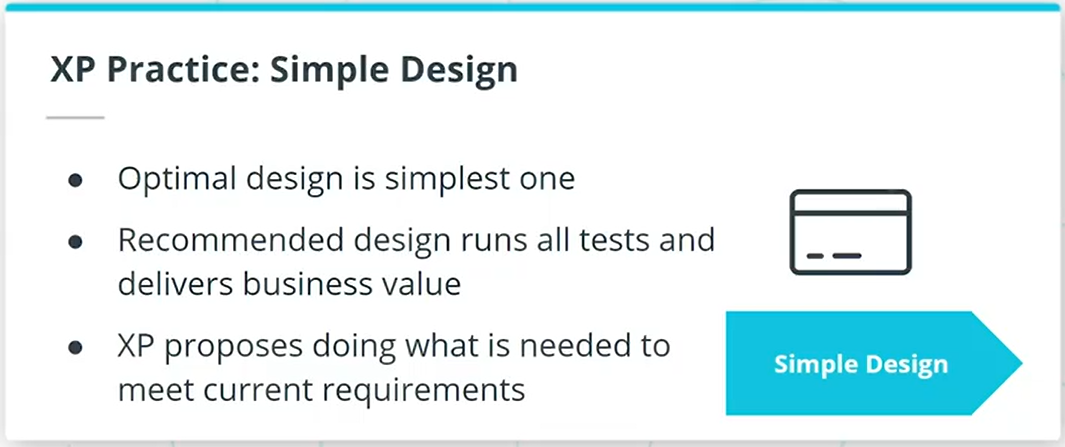 XP Practice: Simple Design
● Optimal design is simplest one
● Recommended design runs all tests and
delivers business value
● XP proposes doing what is needed to
meet current requirements
Simple Design